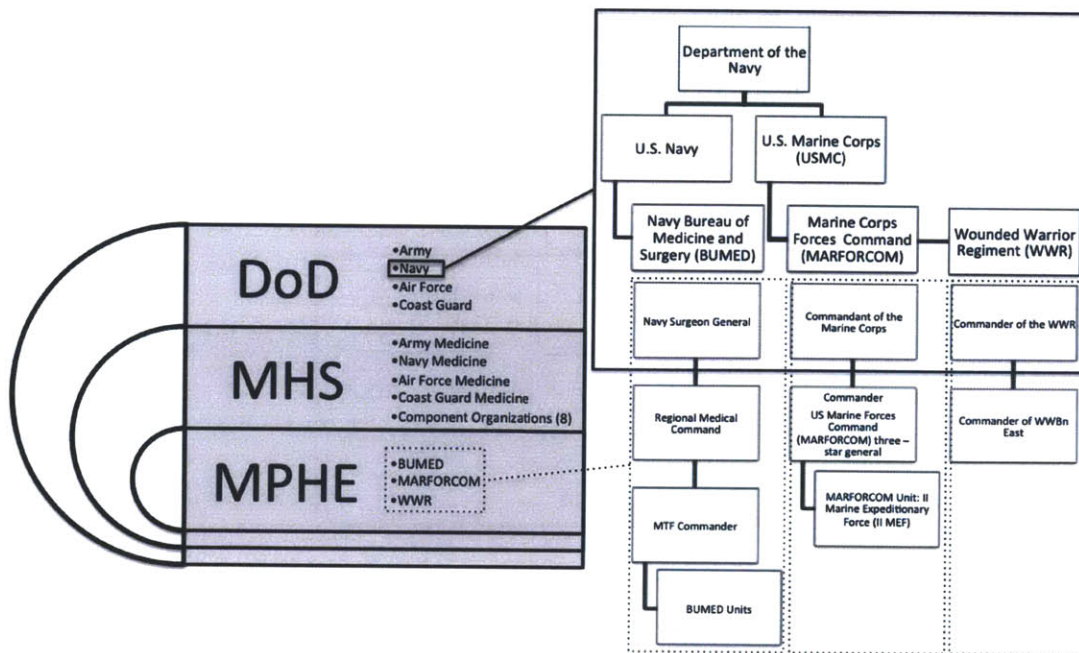 DoD
•Army
•Navy
•Air Force
•Coast Guard
MHS
•Army Medicine
•Navy Medicine
•Air Force Medicine
•Coast Guard Medicine
•Component Organizations (8)
MPHE
•BUMED
•MARFORCOM
•WWR
Department of the
Navy
U.S. Navy
U.S. Marine Corps
(USMC)
Navy Bureau of
Medicine and
Surgery (BUMED)
Marine Corps
Forces Command
(MARFORCOM)
Wounded Warrior
Regiment (WWR)
Navy Surgeon General
Commandant of the
Marine Corps
Commander of the WWR
Regional Medical
Command
Commander
US Marine Forces
Command
(MARFORCOM) three –
star general
Commander of WWBn
East
MTF Commander
MARFORCOM Unit: II
Marine Expeditionary
Force (II MEF)
BUMED Units